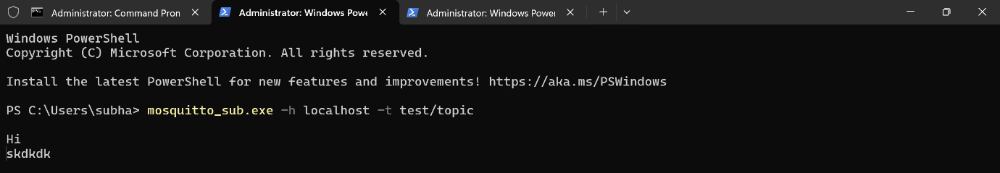 Administrator: Command Pron
Administrator: Windows Powe
Administrator: Windows Power
Windows PowerShell
Copyright (C) Microsoft Corporation. All rights reserved.
Install the latest PowerShell for new features and improvements! https://aka.ms/PSWindows
PS C:\Users\subha> mosquitto_sub.exe -h localhost -t test/topic
Hi
skdkdk